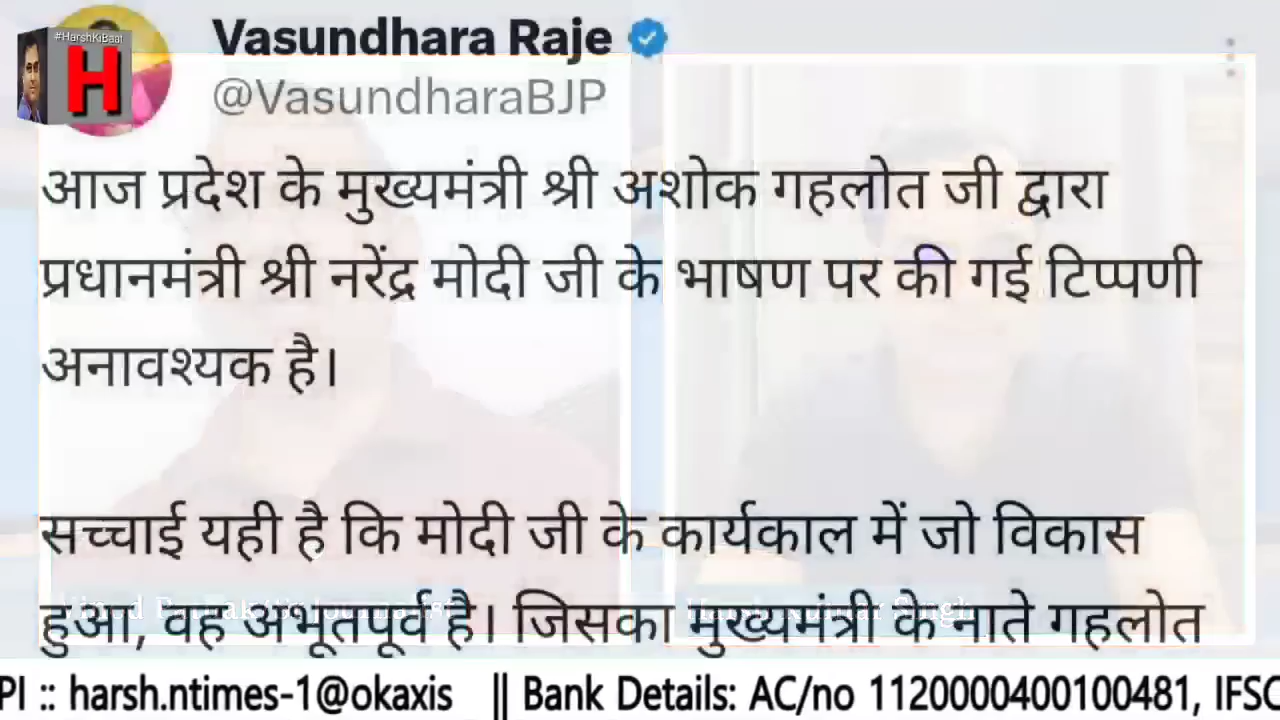 #HarshKiBaat
H
Vasundhara Raje
@VasundharaBJP
आज प्रदेश के मुख्यमंत्री श्री अशोक गहलोत जी द्वारा
प्रधानमंत्री श्री नरेंद्र मोदी जी के भाषण पर की गई टिप्पणी
अनावश्यक है।
सच्चाई यही है कि मोदी जी के कार्यकाल में जो विकास
हुआ, वह अभूतपूर्व है। जिसका मुख्यमंत्री के नाते गहलोत
PI :: harsh.ntimes-1@okaxis || Bank Details: AC/no 1120000400100481, IFSC